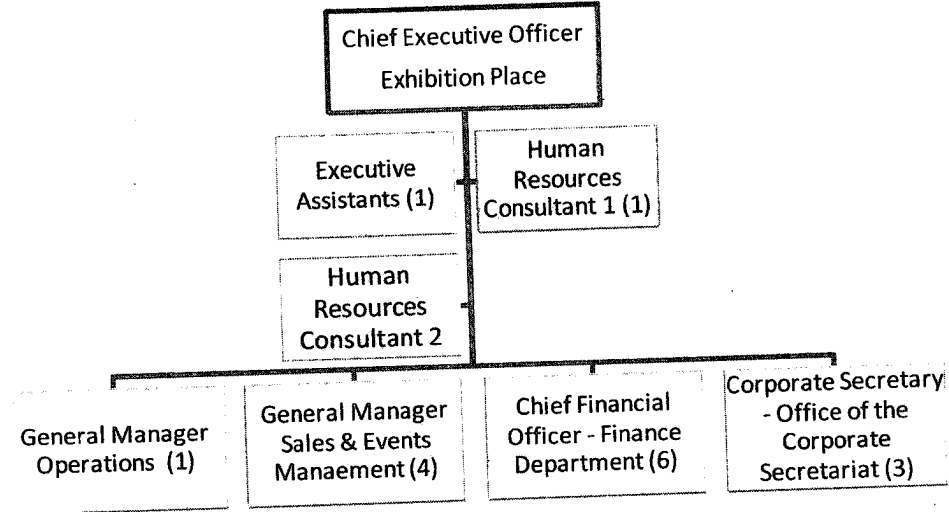 Chief Executive Officer
Exhibition Place
Executive
Assistants (1)
Human
Resources
Consultant 1 (1)
Human
Resources
Consultant 2
General Manager
Operations (1)
General Manager
Sales & Events
Manaement (4)
Chief Financial
Officer - Finance
Department (6)
Corporate Secretary
- Office of the
Corporate
Secretariat (3)